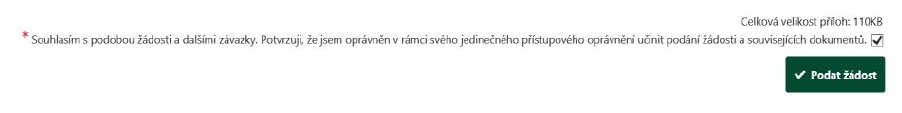 Celková velikost příloh: 110KB
* Souhlasím s podobou žádosti a dalšími závazky. Potvrzuji, že jsem oprávněn v rámci svého jedinečného přístupového oprávnění učinit podání žádosti a souvisejících dokumentů.
Podat žádost